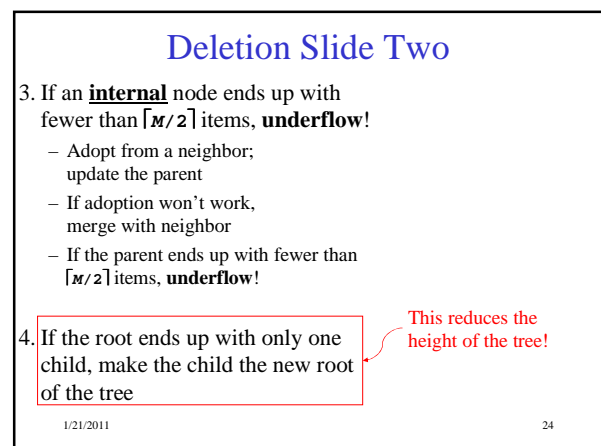 Deletion Slide Two
3. If an internal node ends up with
fewer than ⌈M/2⌉ items, underflow!
– Adopt from a neighbor;
update the parent
– If adoption won't work,
merge with neighbor
– If the parent ends up with fewer than
⌈M/2⌉ items, underflow!
This reduces the
height of the tree!
4. If the root ends up with only one
child, make the child the new root
of the tree
1/21/2011
24